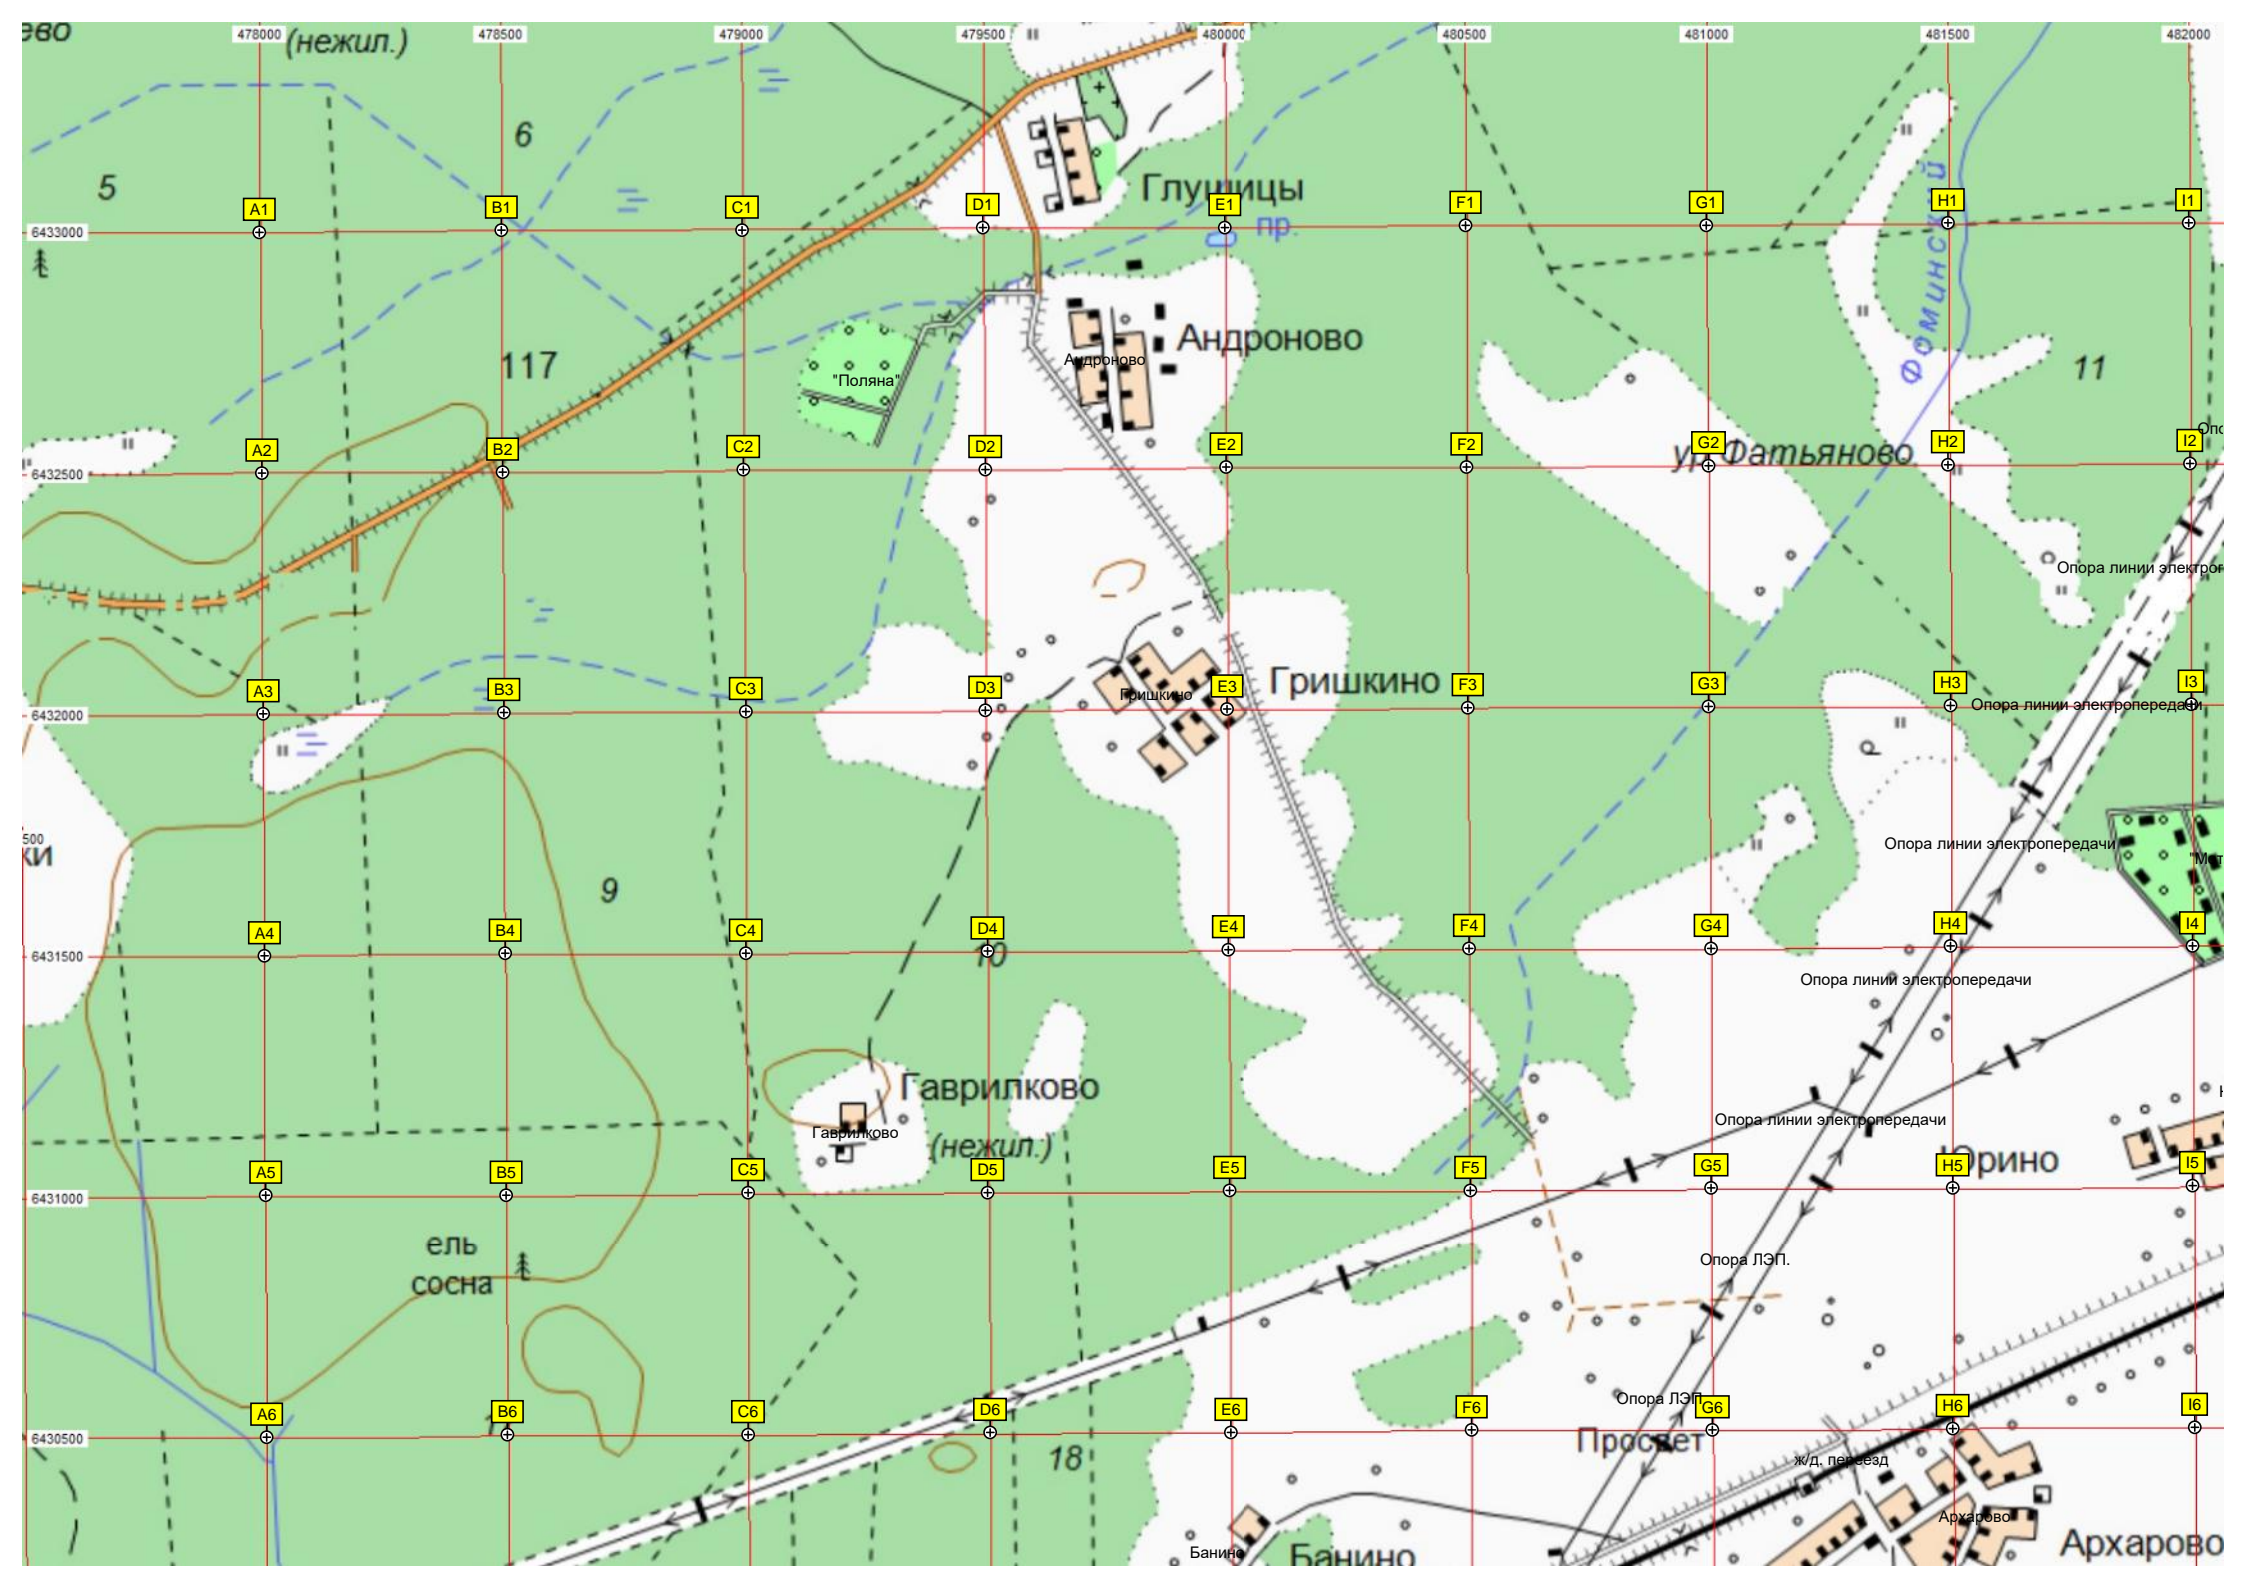 ево
(нежил.)
478000 478500 479000 479500 480000 480500 481000 481500 482000
6
5
Глушицы
A1 B1 C1 D1 E1 F1 G1 H1 I1
6433000
пр.
Фоминский
Андроново
Андроново
117
"Поляна"
11
A2 B2 C2 D2 E2 F2 G2 H2 I2
ур. Фатьяново
6432500
Опора линии электроп
Гришкино
Гришкино
A3 B3 C3 D3 E3 F3 G3 H3 I3
6432000
Опора линии электропередачи
500
ки
Опора линии электропередачи
9
A4 B4 C4 D4 E4 F4 G4 H4 I4
6431500
10
Опора линии электропередачи
Гаврилково
Гаврилково
(нежил.)
Опора линии электропередачи
Юрино
A5 B5 C5 D5 E5 F5 G5 H5 I5
6431000
ель
сосна
Опора ЛЭП.
Опора ЛЭП.
A6 B6 C6 D6 E6 F6 G6 H6 I6
6430500
Просвет
18
ж/д. переезд
Архарово
Архарово
Банино
Банино